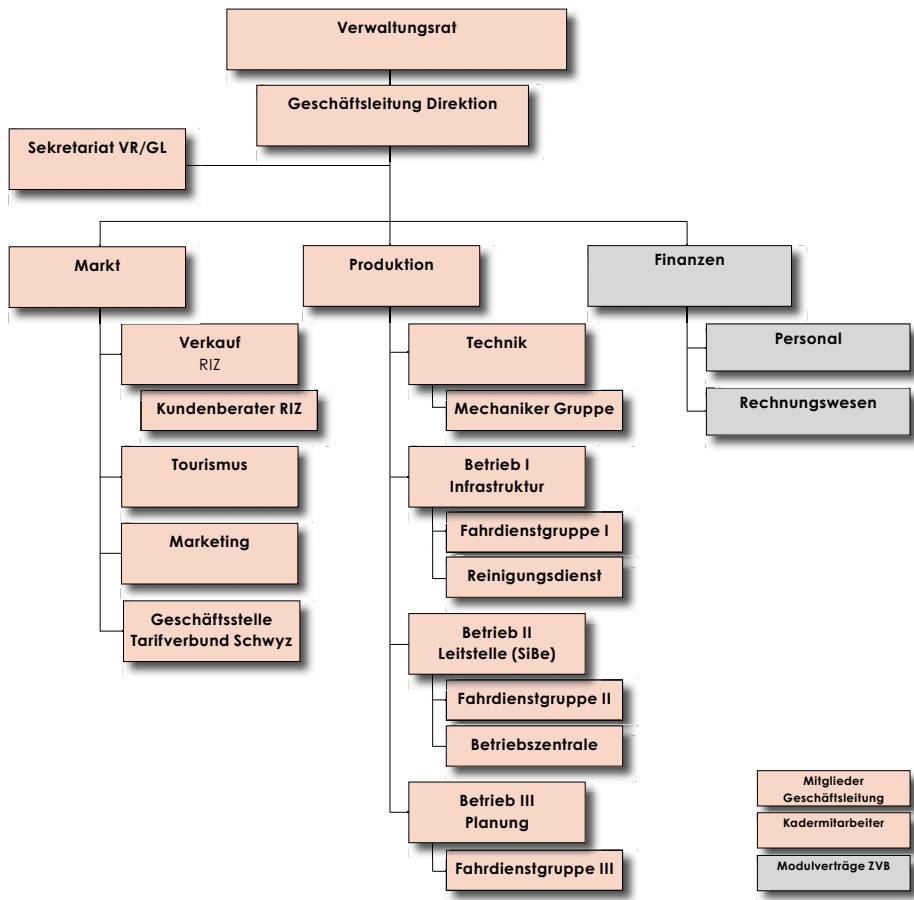 Verwaltungsrat
Geschäftsleitung Direktion
Sekretariat VR/GL
Markt
Verkauf
RIZ
Kundenberater RIZ
Tourismus
Marketing
Geschäftsstelle
Tarifverbund Schwyz
Produktion
Technik
Mechaniker Gruppe
Betrieb I
Infrastruktur
Fahrdienstgruppe I
Reinigungsdienst
Betrieb II
Leitstelle (SiBe)
Fahrdienstgruppe II
Betriebszentrale
Betrieb III
Planung
Fahrdienstgruppe III
Finanzen
Personal
Rechnungswesen
Mitglieder
Geschäftsleitung
Kadermitarbeiter
Modulverträge ZVB